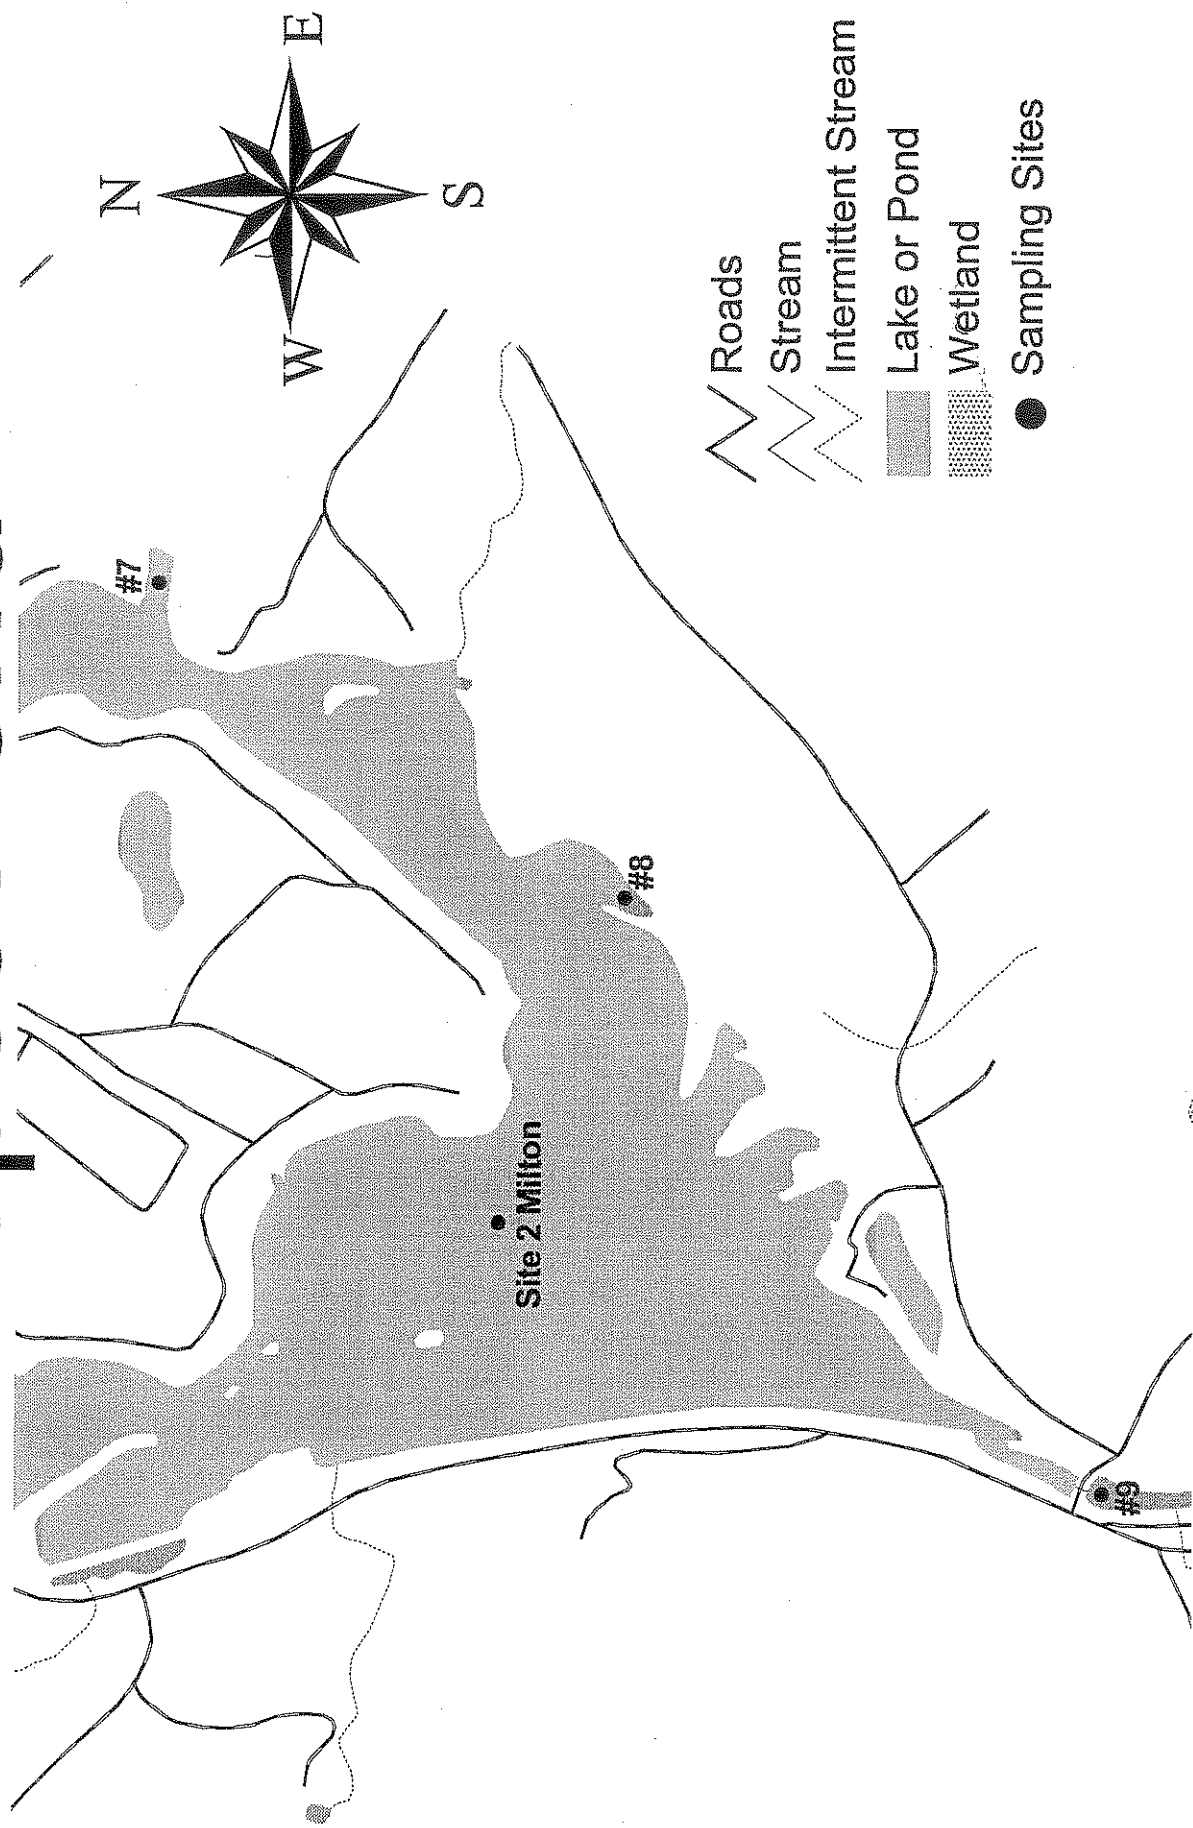 N
W
E
S
#7
#8
Site 2 Milton
#9
Roads
Stream
Intermittent Stream
Lake or Pond
Wetland
Sampling Sites